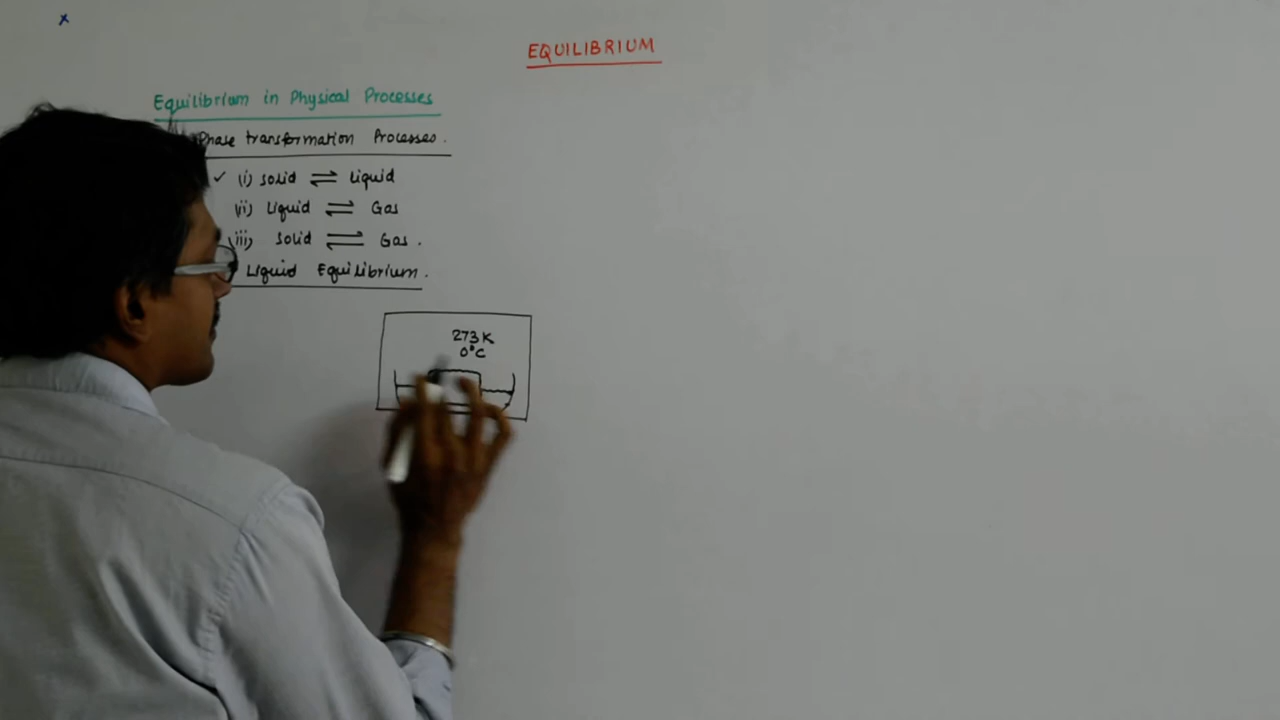 x
EQUILIBRIUM
Equilibrium in Physical Processes
Phase transformation Processes.
✓ (i) Solid ⇌ Liquid
(ii) Liquid ⇌ Gas
(iii) Solid ⇌ Gas.
Liquid Equilibrium.
273 K
0°C